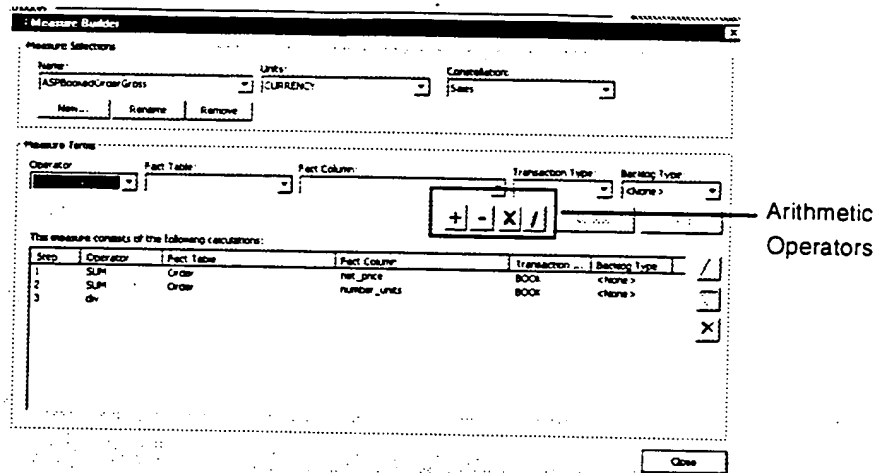 Measure Builder
Measure Selections
Name: Units: Constellation:
ASPBookedOrderGross CURRENCY Sales
New... Rename Remove
Measure Terms
Operator Fact Table: Fact Column: Transaction Type: Backlog Type:
<None>
+ - X /
Arithmetic
Operators
This measure consists of the following calculations:
Step Operator Fact Table Fact Column Transaction ... Backlog Type
1 SUM Order net_price BOOK <None>
2 SUM Order number_units BOOK <None>
3 div
/
X
Close